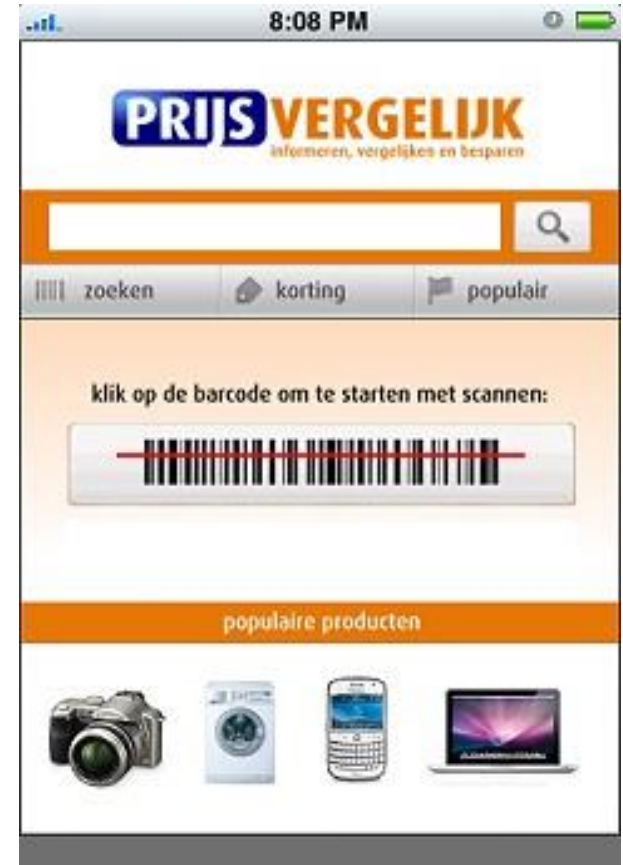 8:08 PM
PRIJSVERGELIJK
informeren, vergelijken en besparen
zoeken korting populair
klik op de barcode om te starten met scannen:
populaire producten